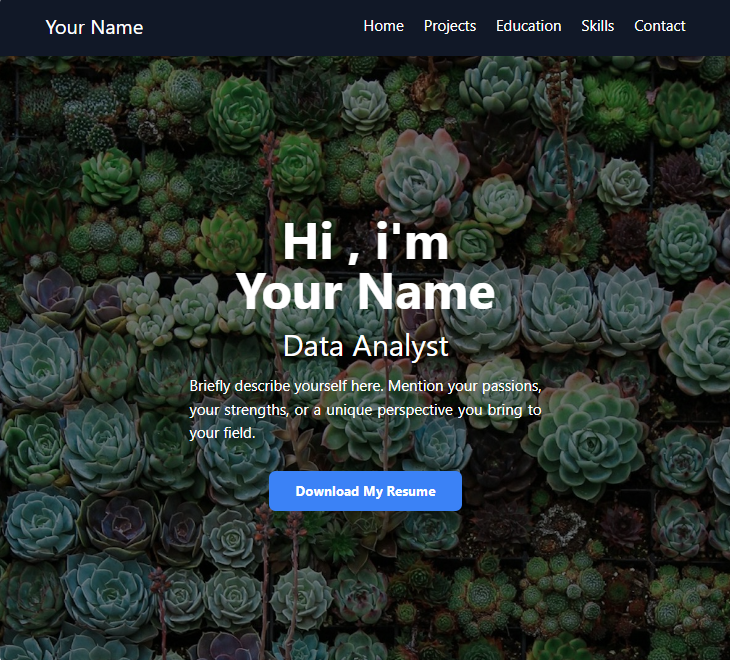 Your Name
Home Projects Education Skills Contact
Hi , i'm
Your Name
Data Analyst
Briefly describe yourself here. Mention your passions,
your strengths, or a unique perspective you bring to
your field.
Download My Resume